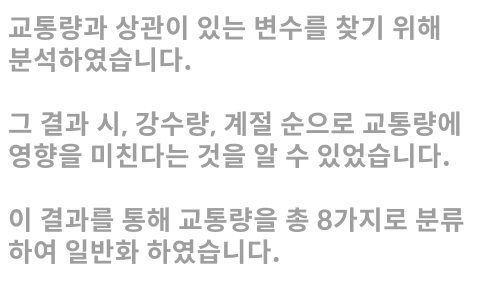 교통량과 상관이 있는 변수를 찾기 위해
분석하였습니다.
그 결과 시, 강수량, 계절 순으로 교통량에
영향을 미친다는 것을 알 수 있었습니다.
이 결과를 통해 교통량을 총 8가지로 분류
하여 일반화 하였습니다.